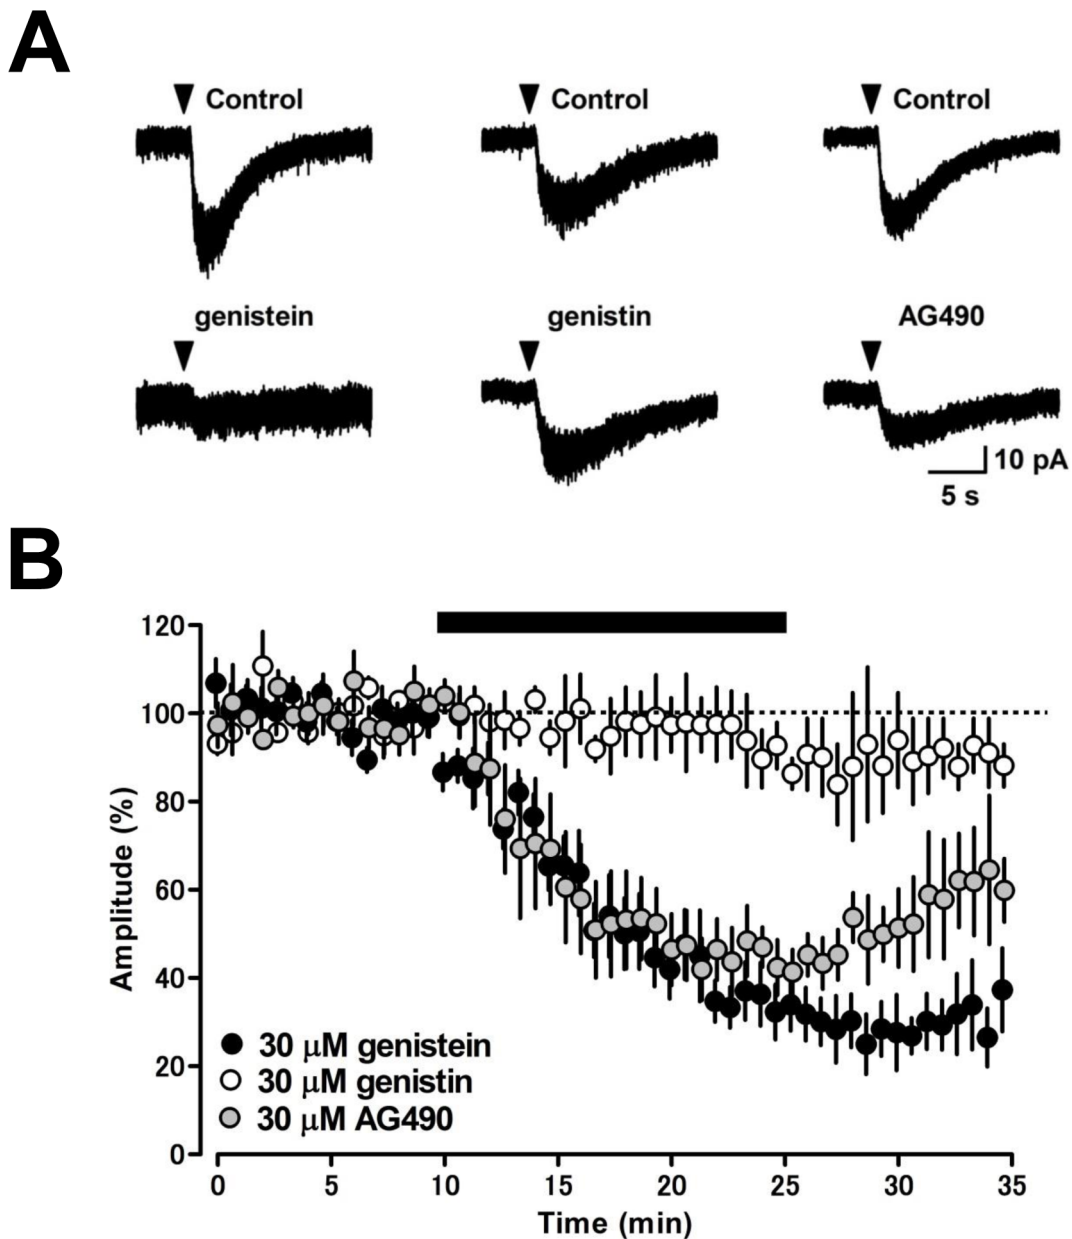 A
Control Control Control
genistein genistin AG490
10 pA
5 s
B
120
100
80
60
40
20
0
Amplitude (%)
30 μM genistein
30 μM genistin
30 μM AG490
0 5 10 15 20 25 30 35
Time (min)